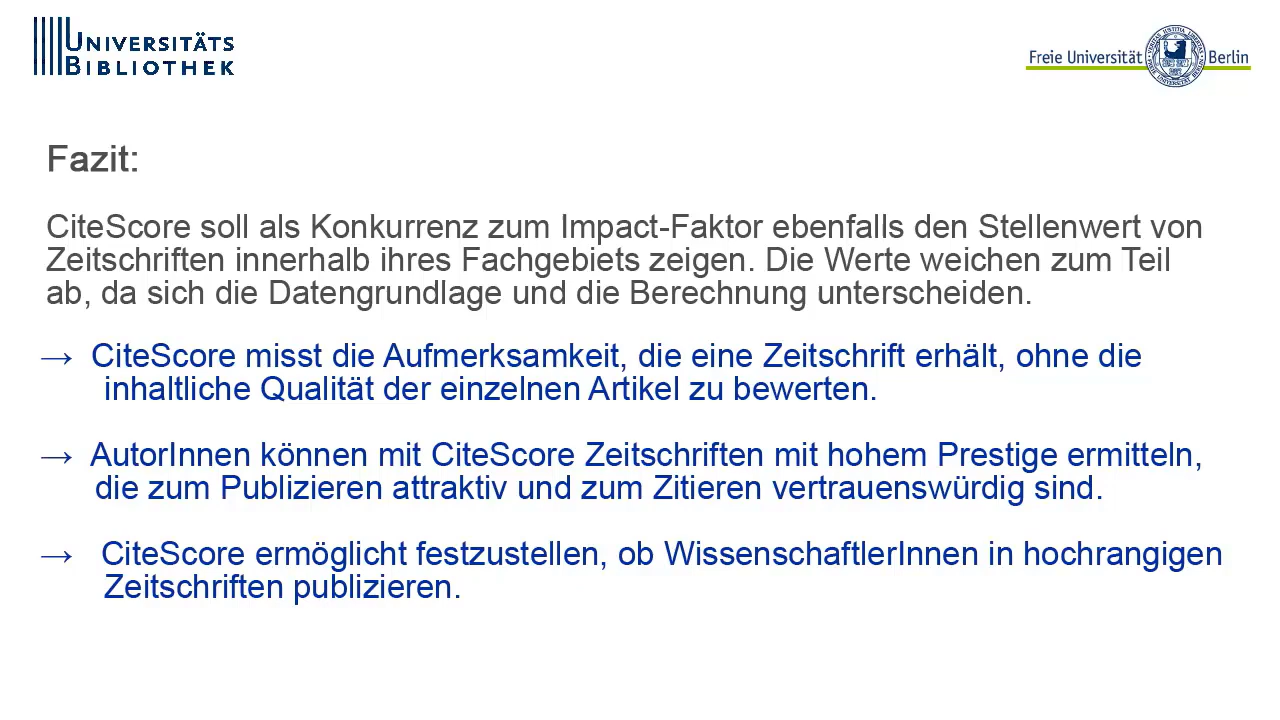 UNIVERSITÄTS
BIBLIOTHEK
Freie Universität Berlin
Fazit:
CiteScore soll als Konkurrenz zum Impact-Faktor ebenfalls den Stellenwert von
Zeitschriften innerhalb ihres Fachgebiets zeigen. Die Werte weichen zum Teil
ab, da sich die Datengrundlage und die Berechnung unterscheiden.
→ CiteScore misst die Aufmerksamkeit, die eine Zeitschrift erhält, ohne die
inhaltliche Qualität der einzelnen Artikel zu bewerten.
→ AutorInnen können mit CiteScore Zeitschriften mit hohem Prestige ermitteln,
die zum Publizieren attraktiv und zum Zitieren vertrauenswürdig sind.
→ CiteScore ermöglicht festzustellen, ob WissenschaftlerInnen in hochrangigen
Zeitschriften publizieren.